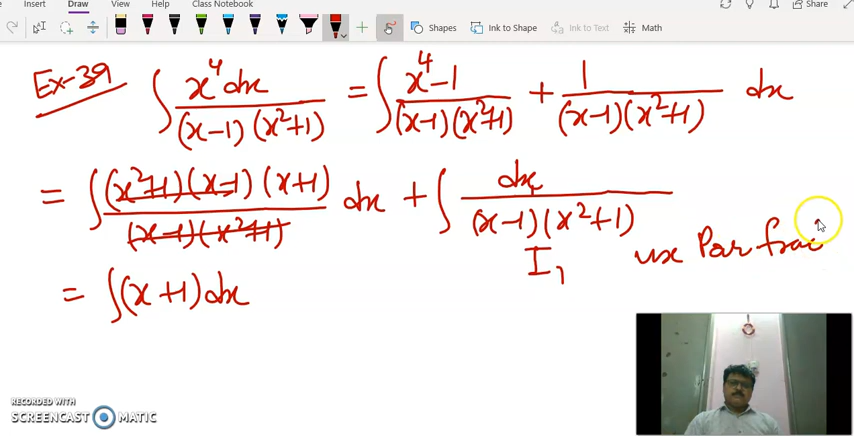 Insert Draw View Class Notebook Share
Shapes Ink to Shape Ink to Text Math
Ex-39 ∫ x⁴ dx / (x-1)(x²+1) = ∫ x⁴-1 / (x-1)(x²+1) + 1 / (x-1)(x²+1) dx
= ∫ (x²+1)(x-1)(x+1) / (x-1)(x²+1) dx + ∫ dx / (x-1)(x²+1)
I₁ use Par frac
= ∫(x+1) dx
RECORDED WITH
SCREENCAST MATIC